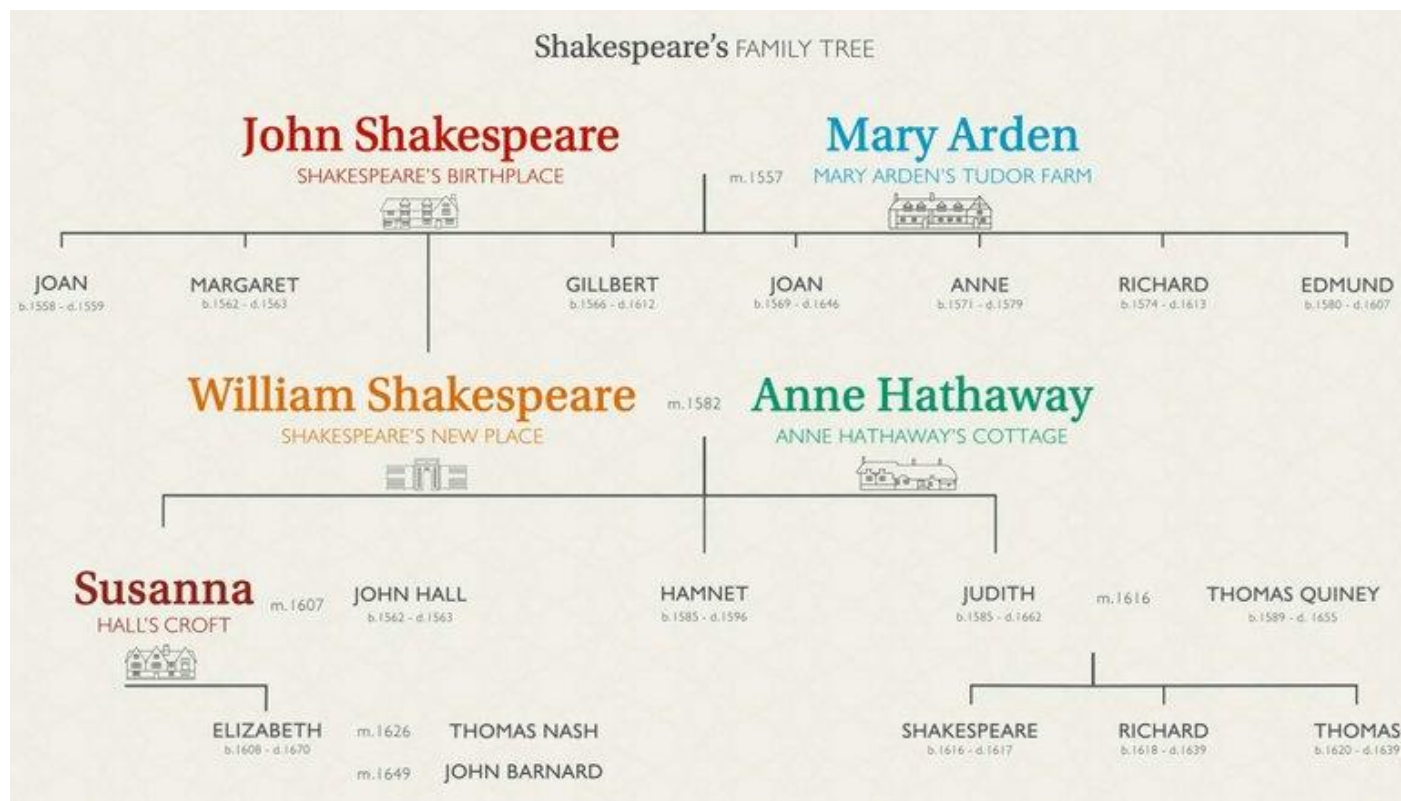 Shakespeare's FAMILY TREE
John Shakespeare Mary Arden
SHAKESPEARE'S BIRTHPLACE m.1557 MARY ARDEN'S TUDOR FARM
JOAN MARGARET GILLBERT JOAN ANNE RICHARD EDMUND
b.1558 - d.1559 b.1562 - d.1563 b.1566 - d.1612 b.1569 - d.1646 b.1571 - d.1579 b.1574 - d.1613 b.1580 - d.1607
William Shakespeare m.1582 Anne Hathaway
SHAKESPEARE'S NEW PLACE ANNE HATHAWAY'S COTTAGE
Susanna m.1607 JOHN HALL HAMNET JUDITH m.1616 THOMAS QUINEY
HALL'S CROFT b.1562 - d.1563 b.1585 - d.1596 b.1585 - d.1662 b.1589 - d. 1655
ELIZABETH m.1626 THOMAS NASH SHAKESPEARE RICHARD THOMAS
b.1608 - d.1670 b.1616 - d.1617 b.1618 - d.1639 b.1620 - d.1639
m.1649 JOHN BARNARD